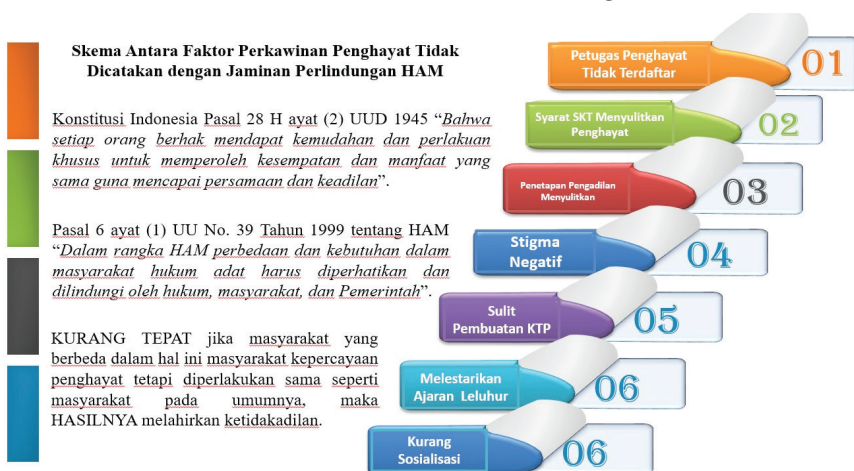 Skema Antara Faktor Perkawinan Penghayat Tidak
Dicatakan dengan Jaminan Perlindungan HAM
Konstitusi Indonesia Pasal 28 H ayat (2) UUD 1945 “Bahwa
setiap orang berhak mendapat kemudahan dan perlakuan
khusus untuk memperoleh kesempatan dan manfaat yang
sama guna mencapai persamaan dan keadilan”.
Pasal 6 ayat (1) UU No. 39 Tahun 1999 tentang HAM
“Dalam rangka HAM perbedaan dan kebutuhan dalam
masyarakat hukum adat harus diperhatikan dan
dilindungi oleh hukum, masyarakat, dan Pemerintah”.
KURANG TEPAT jika masyarakat yang
berbeda dalam hal ini masyarakat kepercayaan
penghayat tetapi diperlakukan sama seperti
masyarakat pada umumnya, maka
HASILNYA melahirkan ketidakadilan.
Petugas Penghayat
Tidak Terdaftar
01
Syarat SKT Menyulitkan
Penghayat
02
Penetapan Pengadilan
Menyulitkan
03
Stigma
Negatif
04
Sulit
Pembuatan KTP
05
Melestarikan
Ajaran Leluhur
06
Kurang
Sosialisasi
06